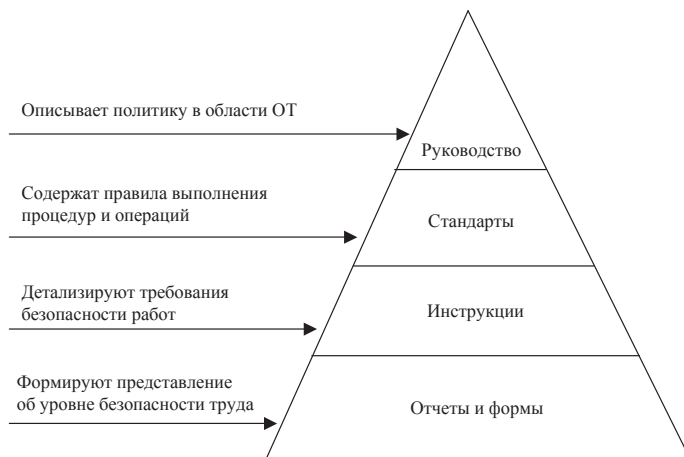 Описывает политику в области ОТ
Руководство
Содержат правила выполнения
процедур и операций
Стандарты
Детализируют требования
безопасности работ
Инструкции
Формируют представление
об уровне безопасности труда
Отчеты и формы